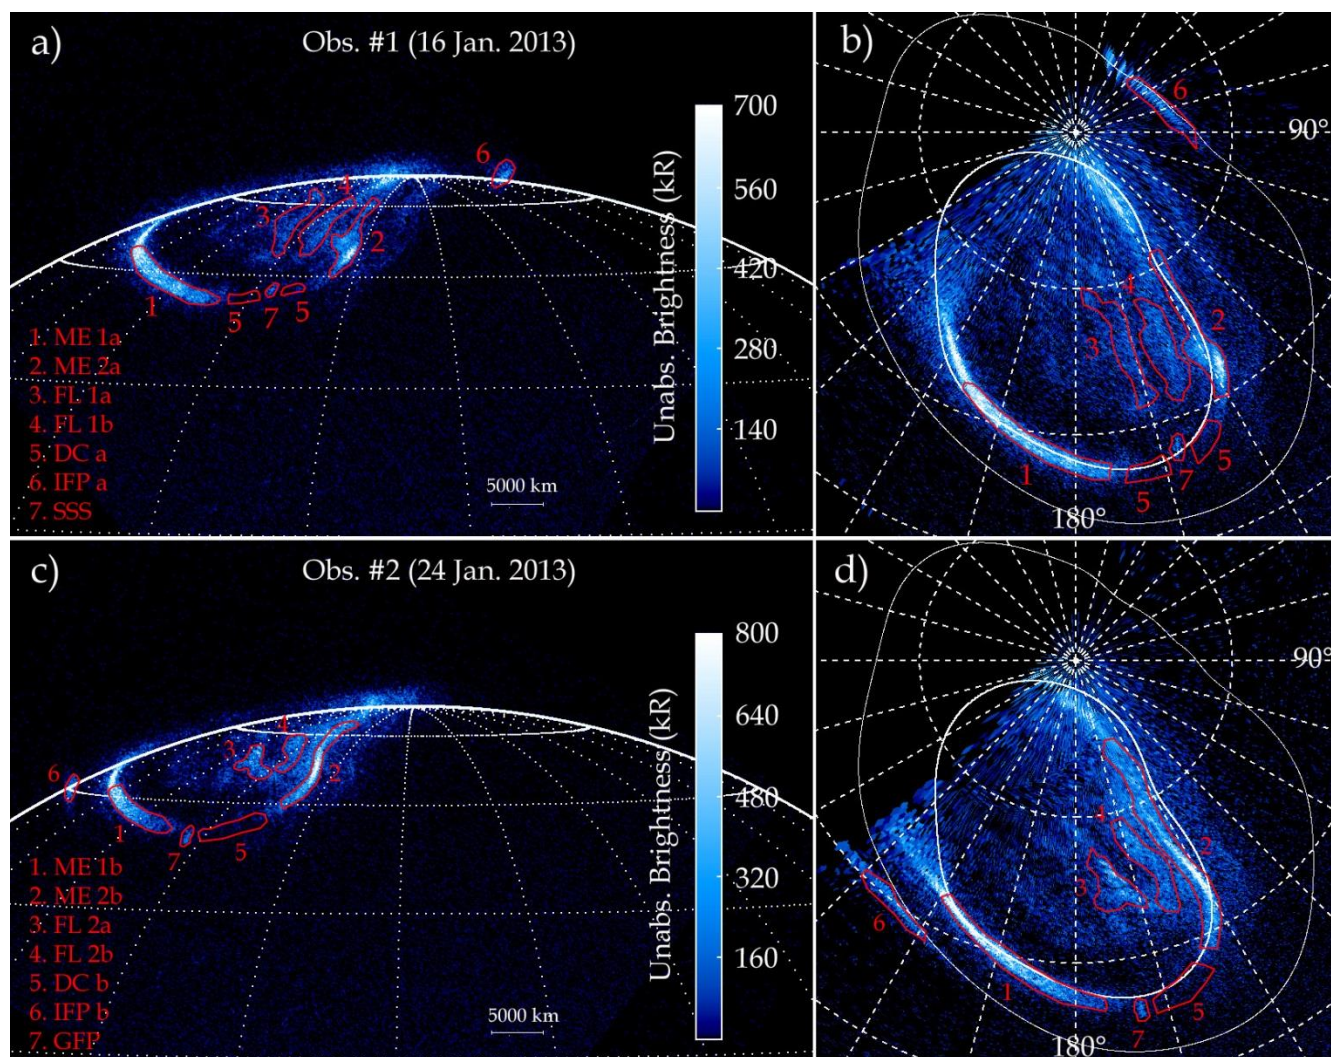 a)
Obs. #1 (16 Jan. 2013)
6
4
3
2
1
5
7
5
1. ME 1a
2. ME 2a
3. FL 1a
4. FL 1b
5. DC a
6. IFP a
7. SSS
5000 km
Unabs. Brightness (kR)
700
560
420
280
140
b)
6
90°
4
3
2
1
5
7
5
180°
c)
Obs. #2 (24 Jan. 2013)
6
3
4
2
1
7
5
1. ME 1b
2. ME 2b
3. FL 2a
4. FL 2b
5. DC b
6. IFP b
7. GFP
5000 km
Unabs. Brightness (kR)
800
640
480
320
160
d)
90°
4
2
3
6
1
7
5
180°